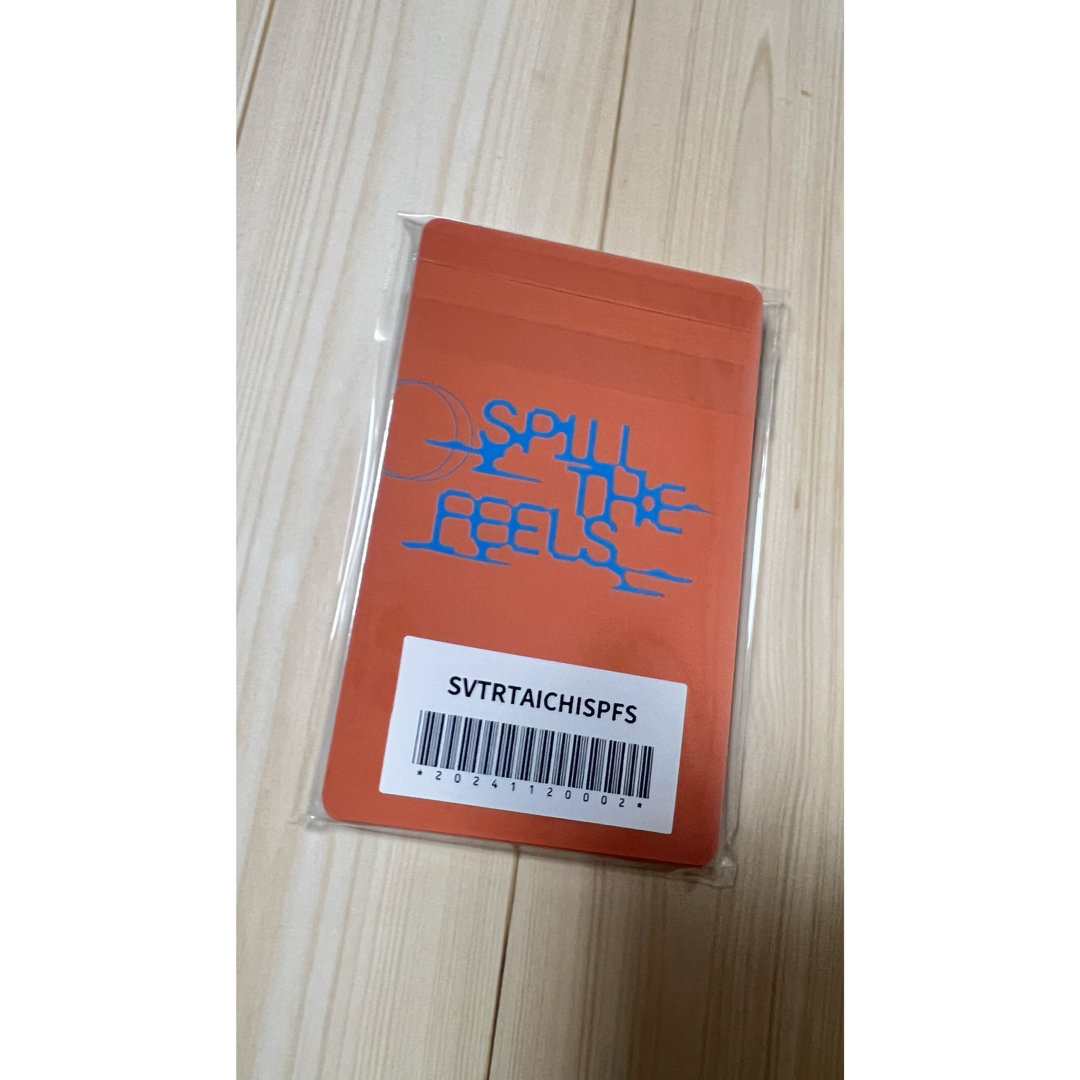 SPILL
THE
FEELS
SVTRTAICHISPFS
*20241120002*